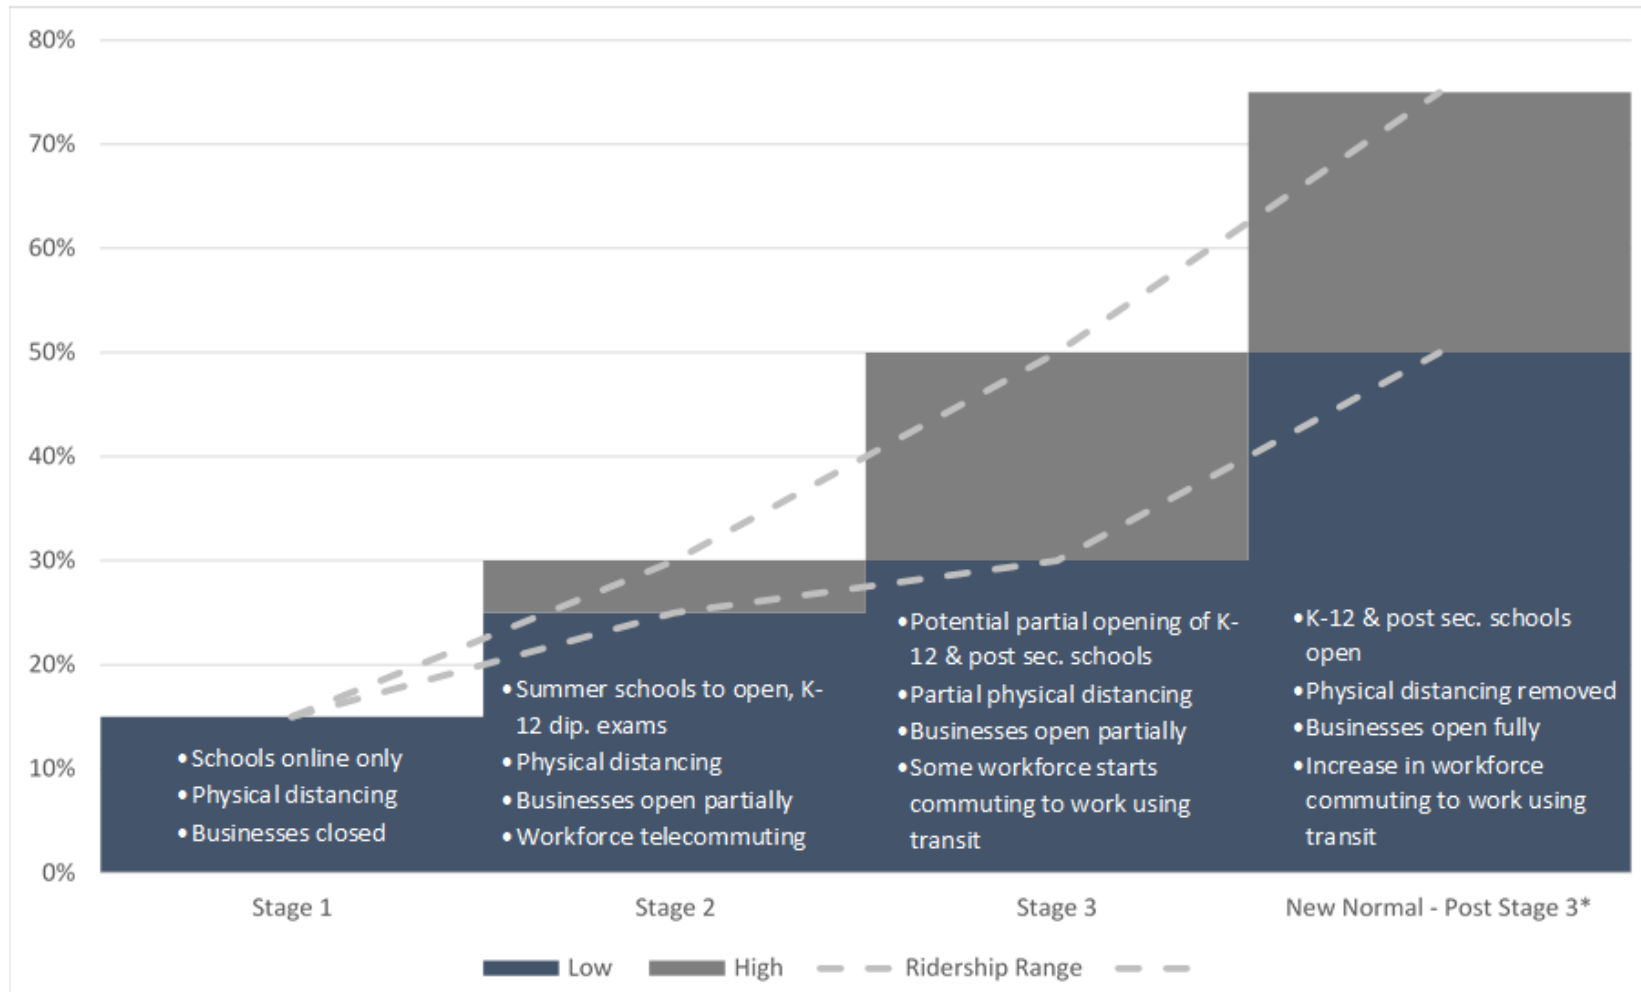 80%
70%
60%
50%
40%
30%
20%
10%
0%
•Schools online only
•Physical distancing
•Businesses closed
•Summer schools to open, K-
12 dip. exams
•Physical distancing
•Businesses open partially
•Workforce telecommuting
•Potential partial opening of K-
12 & post sec. schools
•Partial physical distancing
•Businesses open partially
•Some workforce starts
commuting to work using
transit
•K-12 & post sec. schools
open
•Physical distancing removed
•Businesses open fully
•Increase in workforce
commuting to work using
transit
Stage 1
Stage 2
Stage 3
New Normal - Post Stage 3*
Low
High
Ridership Range